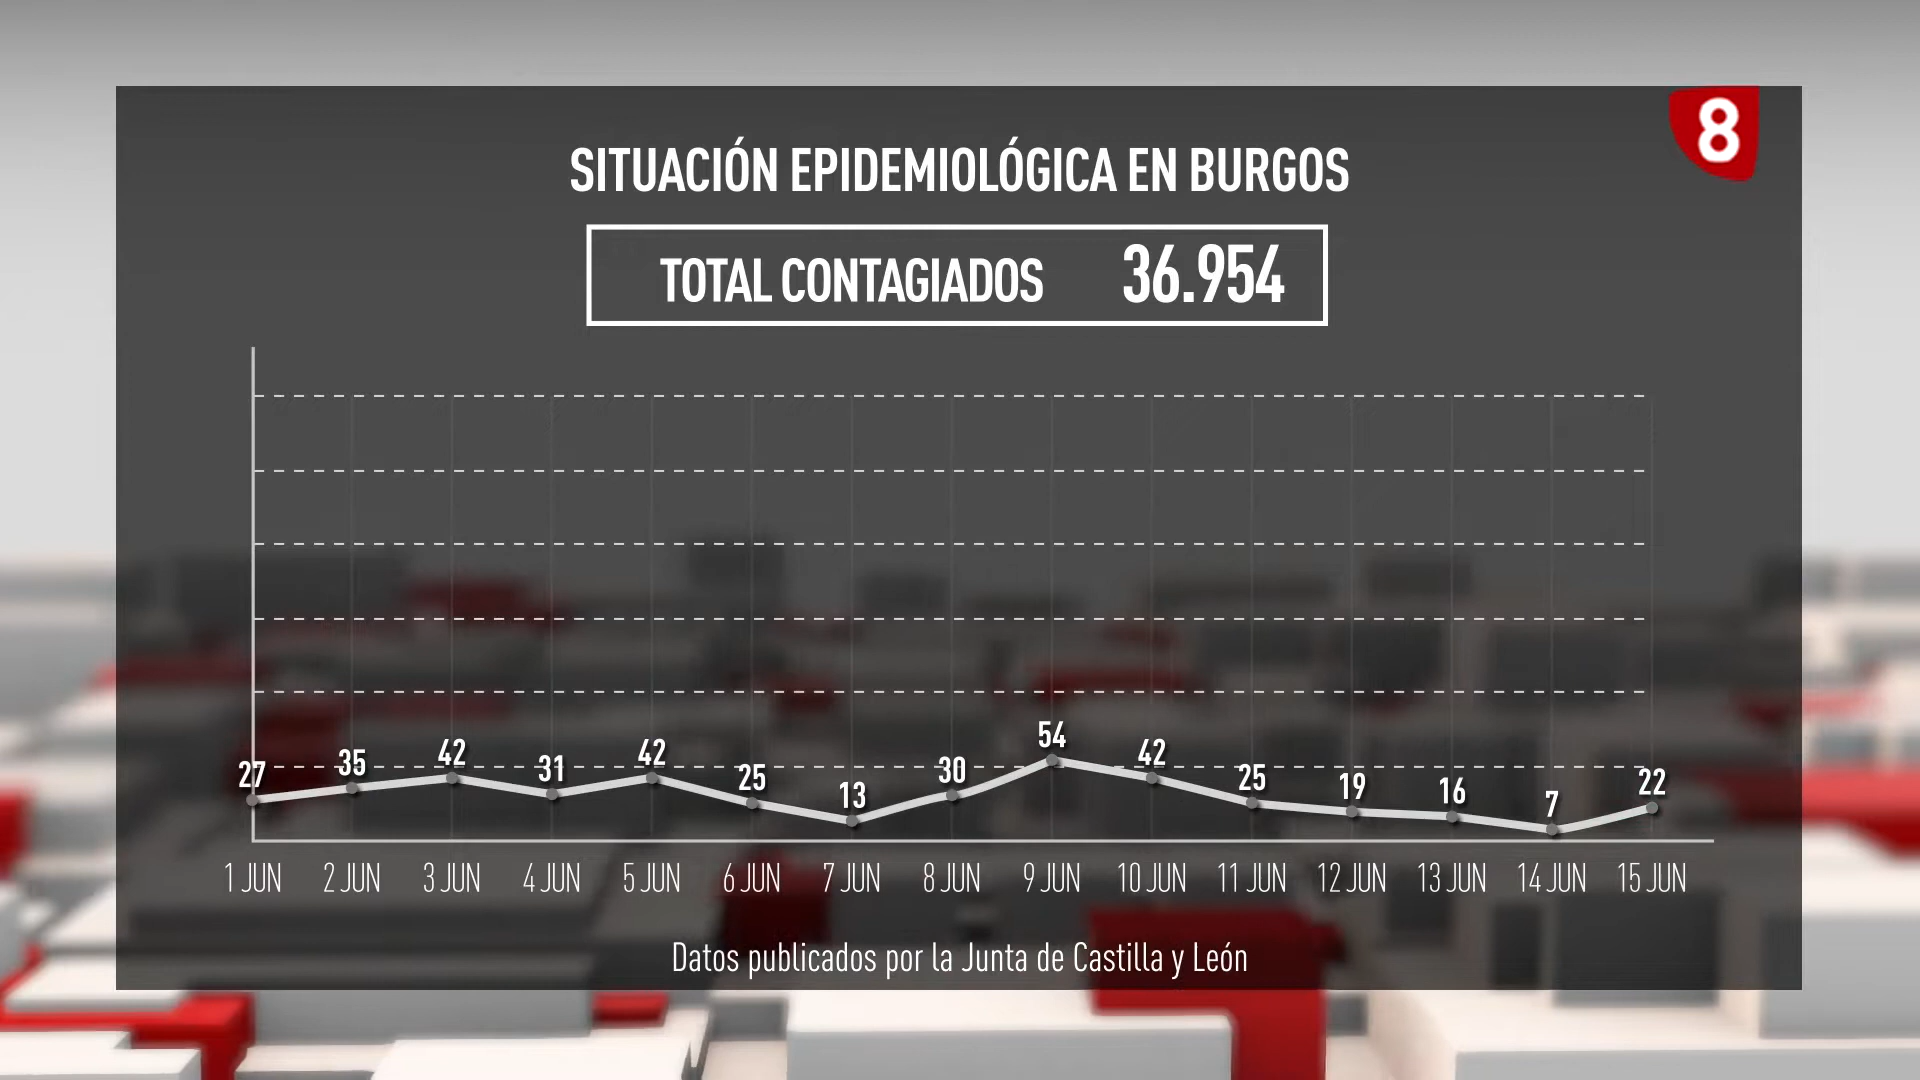 8
SITUACIÓN EPIDEMIOLÓGICA EN BURGOS
TOTAL CONTAGIADOS 36.954
27 35 42 31 42 25 13 30 54 42 25 19 16 7 22
1 JUN 2 JUN 3 JUN 4 JUN 5 JUN 6 JUN 7 JUN 8 JUN 9 JUN 10 JUN 11 JUN 12 JUN 13 JUN 14 JUN 15 JUN
Datos publicados por la Junta de Castilla y León